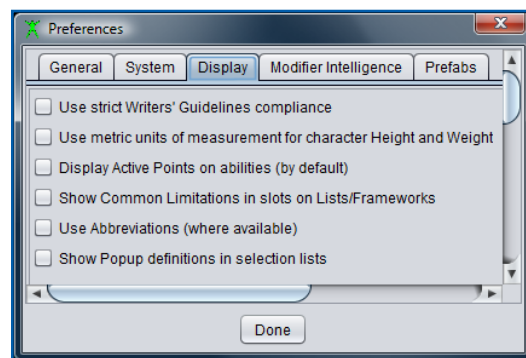 Preferences
General System Display Modifier Intelligence Prefabs
Use strict Writers' Guidelines compliance
Use metric units of measurement for character Height and Weight
Display Active Points on abilities (by default)
Show Common Limitations in slots on Lists/Frameworks
Use Abbreviations (where available)
Show Popup definitions in selection lists
Done